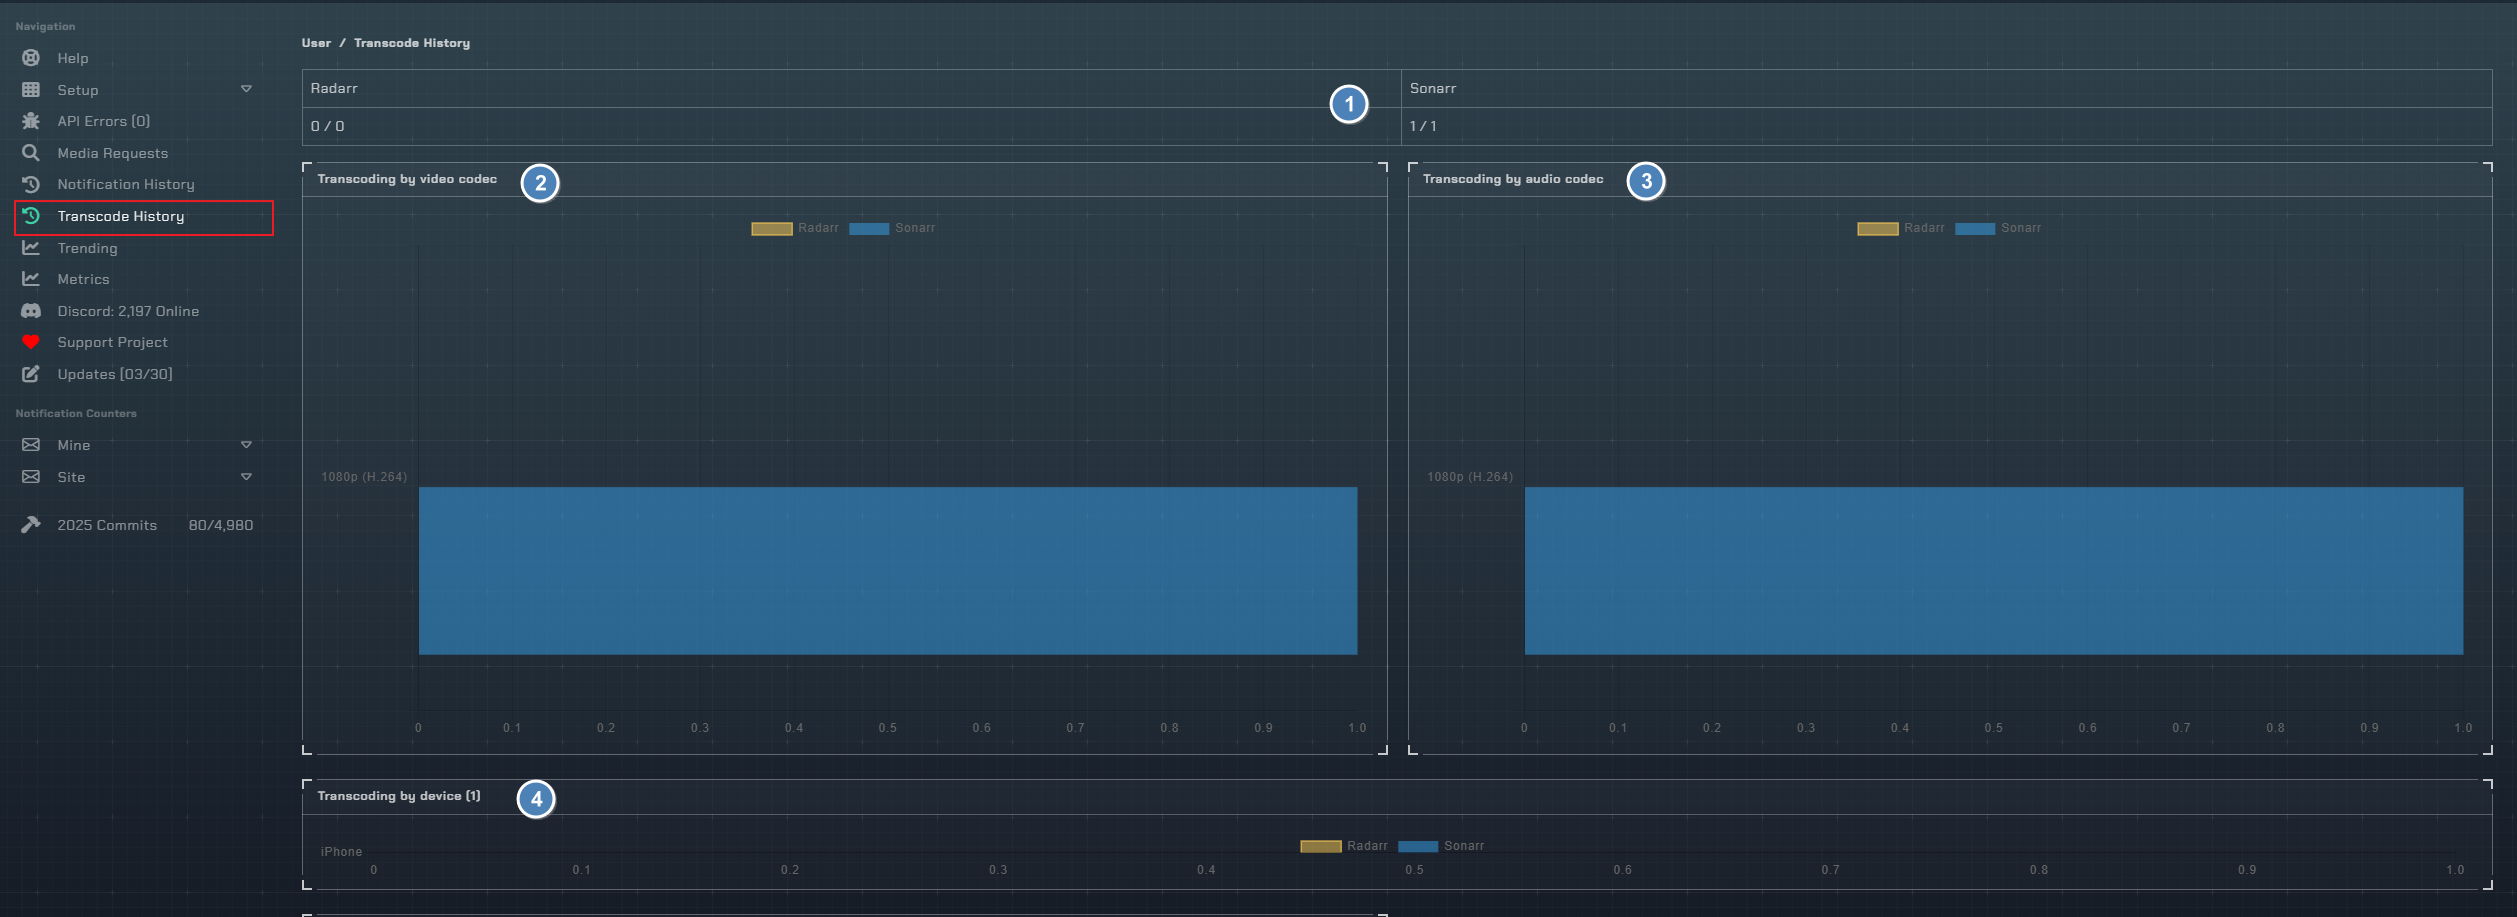 Navigation
Help
Setup
API Errors (0)
Media Requests
Notification History
Transcode History
Trending
Metrics
Discord: 2,197 Online
Support Project
Updates [03/30]
Notification Counters
Mine
Site
2025 Commits 80/4,980
User / Transcode History
Radarr Sonarr
1
0 / 0 1 / 1
Transcoding by video codec 2
Radarr Sonarr
1080p (H.264)
0 0.1 0.2 0.3 0.4 0.5 0.6 0.7 0.8 0.9 1.0
Transcoding by audio codec 3
Radarr Sonarr
1080p (H.264)
0 0.1 0.2 0.3 0.4 0.5 0.6 0.7 0.8 0.9 1.0
Transcoding by device (1) 4
Radarr Sonarr
iPhone
0 0.1 0.2 0.3 0.4 0.5 0.6 0.7 0.8 0.9 1.0